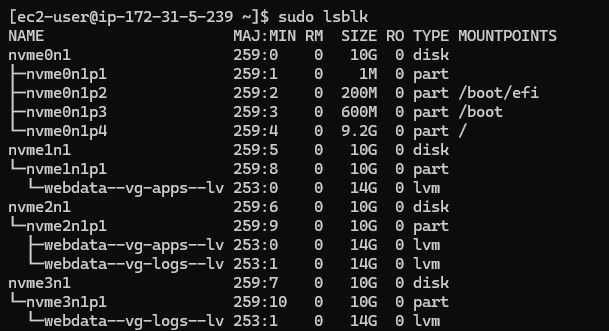 [ec2-user@ip-172-31-5-239 ~]$ sudo lsblk
NAME                    MAJ:MIN RM  SIZE RO TYPE MOUNTPOINTS
nvme0n1                 259:0    0   10G  0 disk
├─nvme0n1p1             259:1    0    1M  0 part
├─nvme0n1p2             259:2    0  200M  0 part /boot/efi
├─nvme0n1p3             259:3    0  600M  0 part /boot
└─nvme0n1p4             259:4    0  9.2G  0 part /
nvme1n1                 259:5    0   10G  0 disk
└─nvme1n1p1             259:8    0   10G  0 part
  └─webdata--vg-apps--lv 253:0    0   14G  0 lvm
nvme2n1                 259:6    0   10G  0 disk
└─nvme2n1p1             259:9    0   10G  0 part
  ├─webdata--vg-apps--lv 253:0    0   14G  0 lvm
  └─webdata--vg-logs--lv 253:1    0   14G  0 lvm
nvme3n1                 259:7    0   10G  0 disk
└─nvme3n1p1             259:10   0   10G  0 part
  └─webdata--vg-logs--lv 253:1    0   14G  0 lvm